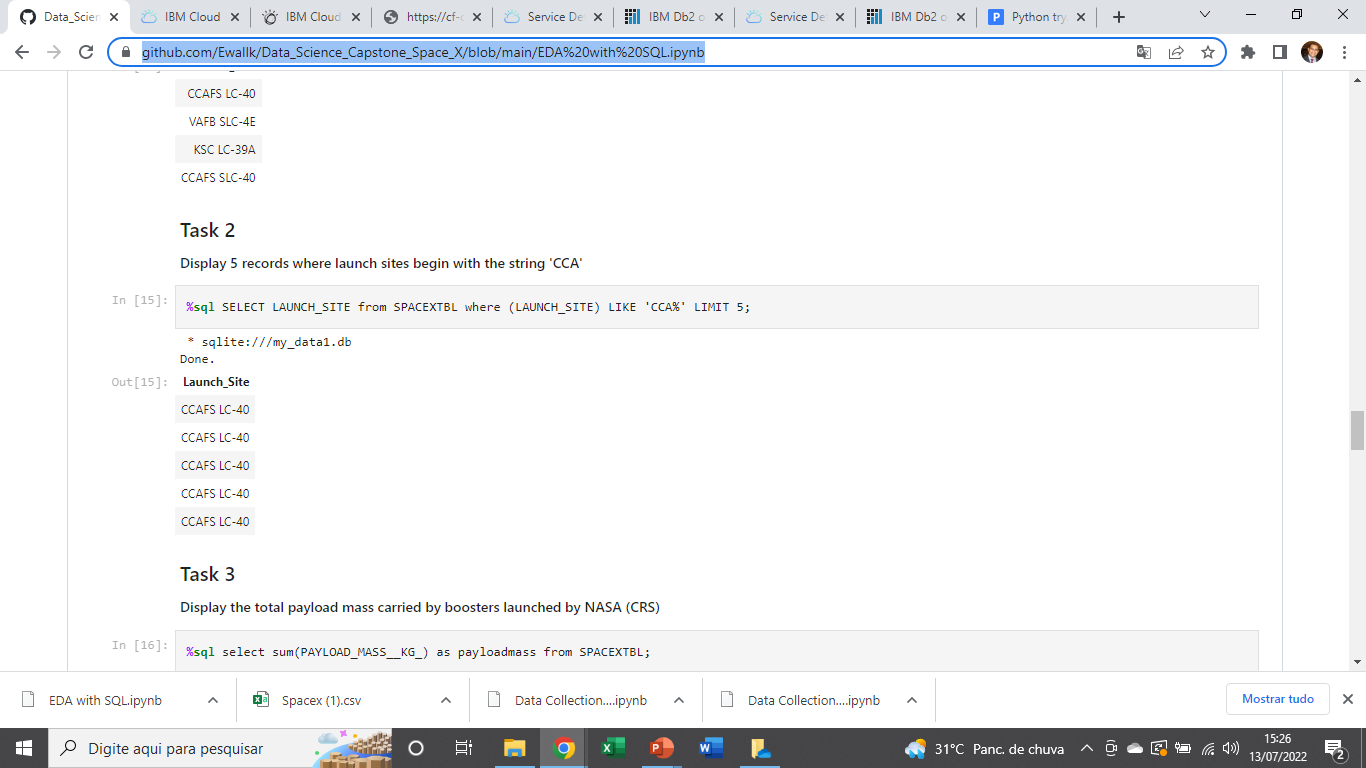 Data_Scien
IBM Cloud
IBM Cloud
https://cf-c
Service De
IBM Db2 o
Service De
IBM Db2 o
Python try
github.com/Ewallk/Data_Science_Capstone_Space_X/blob/main/EDA%20with%20SQL.ipynb
CCAFS LC-40
VAFB SLC-4E
KSC LC-39A
CCAFS SLC-40
Task 2
Display 5 records where launch sites begin with the string 'CCA'
In [15]: %sql SELECT LAUNCH_SITE from SPACEXTBL where (LAUNCH_SITE) LIKE 'CCA%' LIMIT 5;
* sqlite:///my_data1.db
Done.
Out[15]: Launch_Site
CCAFS LC-40
CCAFS LC-40
CCAFS LC-40
CCAFS LC-40
CCAFS LC-40
Task 3
Display the total payload mass carried by boosters launched by NASA (CRS)
In [16]: %sql select sum(PAYLOAD_MASS__KG_) as payloadmass from SPACEXTBL;
EDA with SQL.ipynb
Spacex (1).csv
Data Collection....ipynb
Data Collection....ipynb
Mostrar tudo
Digite aqui para pesquisar
31°C Panc. de chuva
15:26
13/07/2022
2